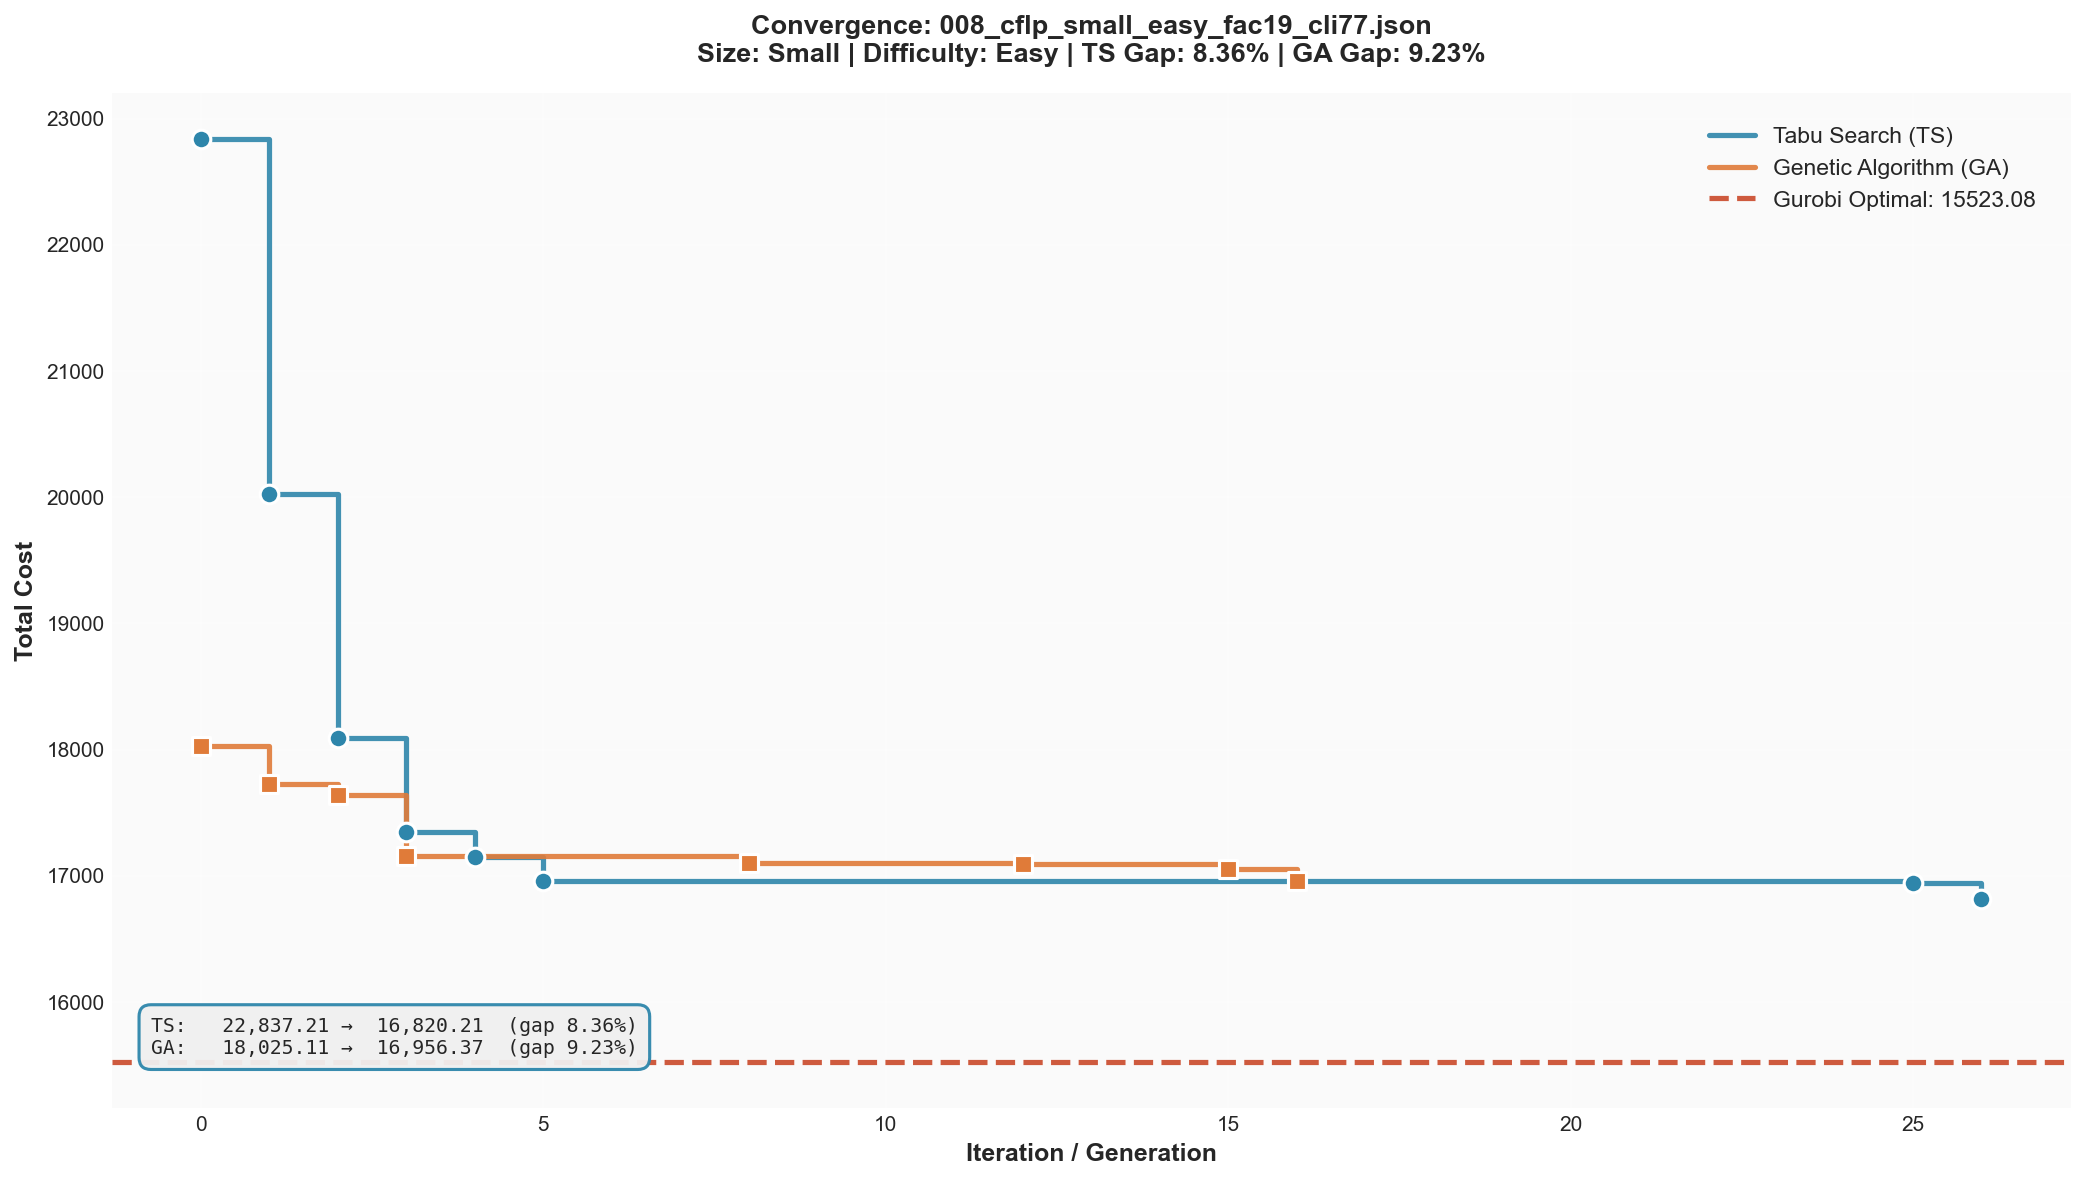 Convergence: 008_cflp_small_easy_fac19_cli77.json
Size: Small | Difficulty: Easy | TS Gap: 8.36% | GA Gap: 9.23%
Tabu Search (TS)
Genetic Algorithm (GA)
Gurobi Optimal: 15523.08
Total Cost
23000
22000
21000
20000
19000
18000
17000
16000
TS:   22,837.21 →  16,820.21  (gap 8.36%)
GA:   18,025.11 →  16,956.37  (gap 9.23%)
0 5 10 15 20 25
Iteration / Generation